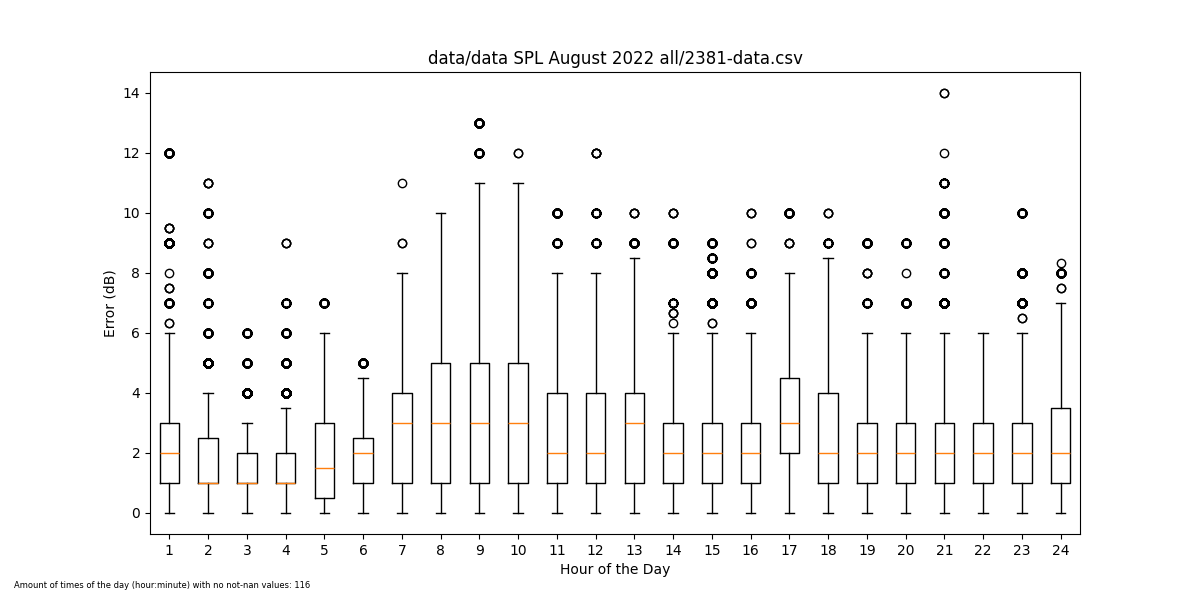 data/data SPL August 2022 all/2381-data.csv
14
12
10
8
6
4
2
0
Error (dB)
1 2 3 4 5 6 7 8 9 10 11 12 13 14 15 16 17 18 19 20 21 22 23 24
Hour of the Day
Amount of times of the day (hour:minute) with no not-nan values: 116